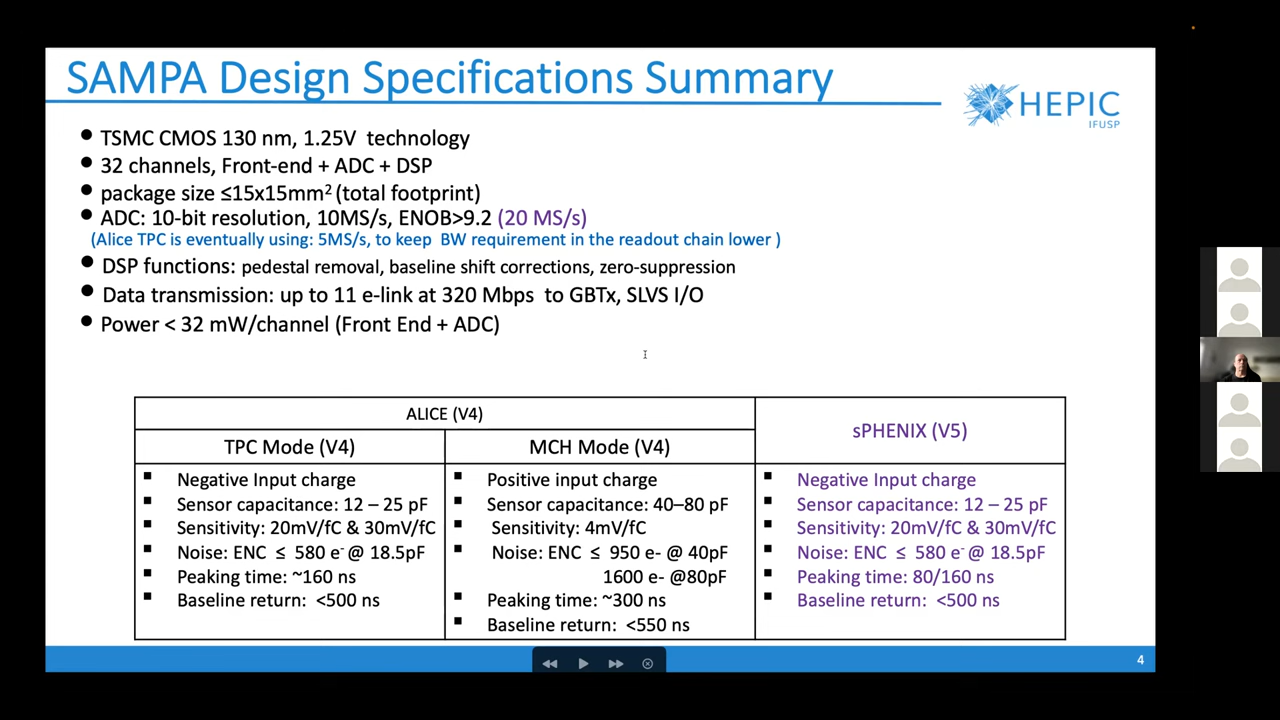 SAMPA Design Specifications Summary
HEPIC
IFUSP
● TSMC CMOS 130 nm, 1.25V technology
● 32 channels, Front-end + ADC + DSP
● package size ≤15x15mm² (total footprint)
● ADC: 10-bit resolution, 10MS/s, ENOB>9.2 (20 MS/s)
(Alice TPC is eventually using: 5MS/s, to keep BW requirement in the readout chain lower )
● DSP functions: pedestal removal, baseline shift corrections, zero-suppression
● Data transmission: up to 11 e-link at 320 Mbps to GBTx, SLVS I/O
● Power < 32 mW/channel (Front End + ADC)
ALICE (V4)
TPC Mode (V4)
▪ Negative Input charge
▪ Sensor capacitance: 12 – 25 pF
▪ Sensitivity: 20mV/fC & 30mV/fC
▪ Noise: ENC ≤ 580 e⁻ @ 18.5pF
▪ Peaking time: ~160 ns
▪ Baseline return: <500 ns
MCH Mode (V4)
▪ Positive input charge
▪ Sensor capacitance: 40–80 pF
▪ Sensitivity: 4mV/fC
▪ Noise: ENC ≤ 950 e- @ 40pF
1600 e- @80pF
▪ Peaking time: ~300 ns
▪ Baseline return: <550 ns
sPHENIX (V5)
▪ Negative Input charge
▪ Sensor capacitance: 12 – 25 pF
▪ Sensitivity: 20mV/fC & 30mV/fC
▪ Noise: ENC ≤ 580 e⁻ @ 18.5pF
▪ Peaking time: 80/160 ns
▪ Baseline return: <500 ns
4